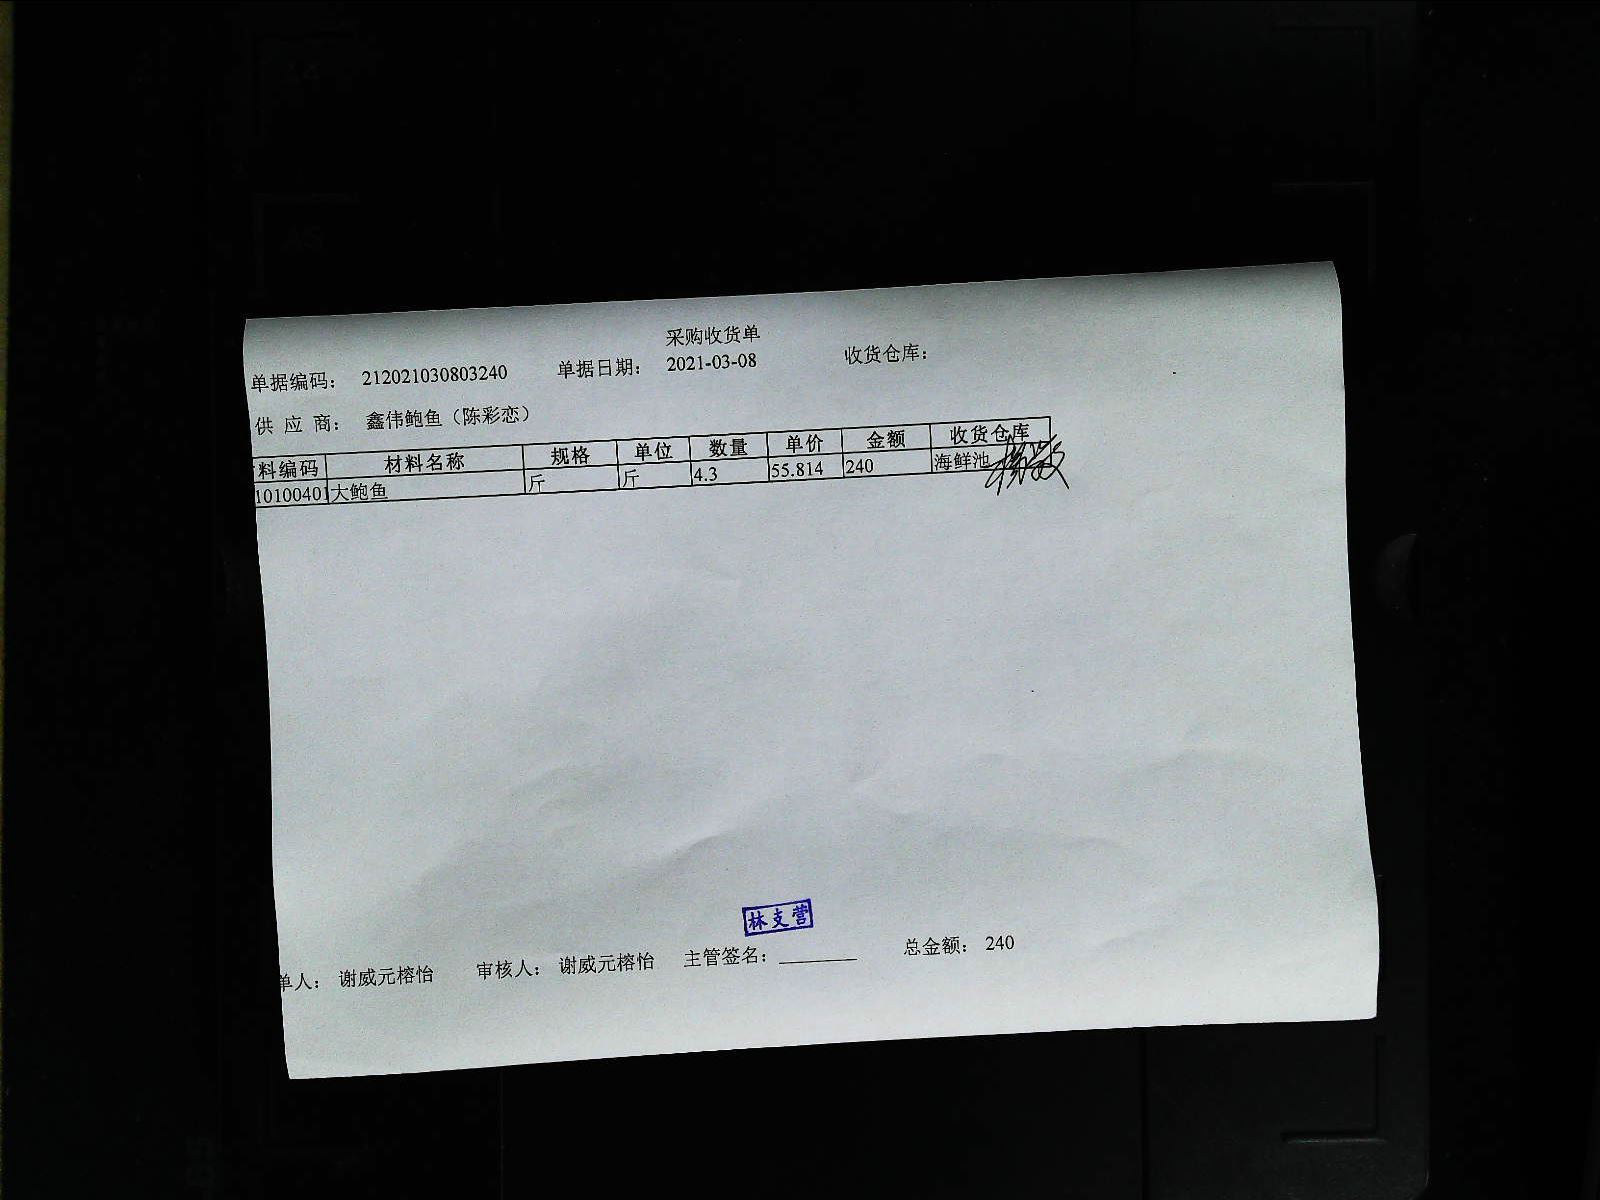 采购收货单
单据编码： 212021030803240 单据日期： 2021-03-08 收货仓库：
供 应 商： 鑫伟鲍鱼（陈彩恋）
料编码 材料名称 规格 单位 数量 单价 金额 收货仓库
10100401 大鲍鱼 斤 斤 4.3 55.814 240 海鲜池
林支营
单人： 谢威元榕怡 审核人： 谢威元榕怡 主管签名：________ 总金额： 240